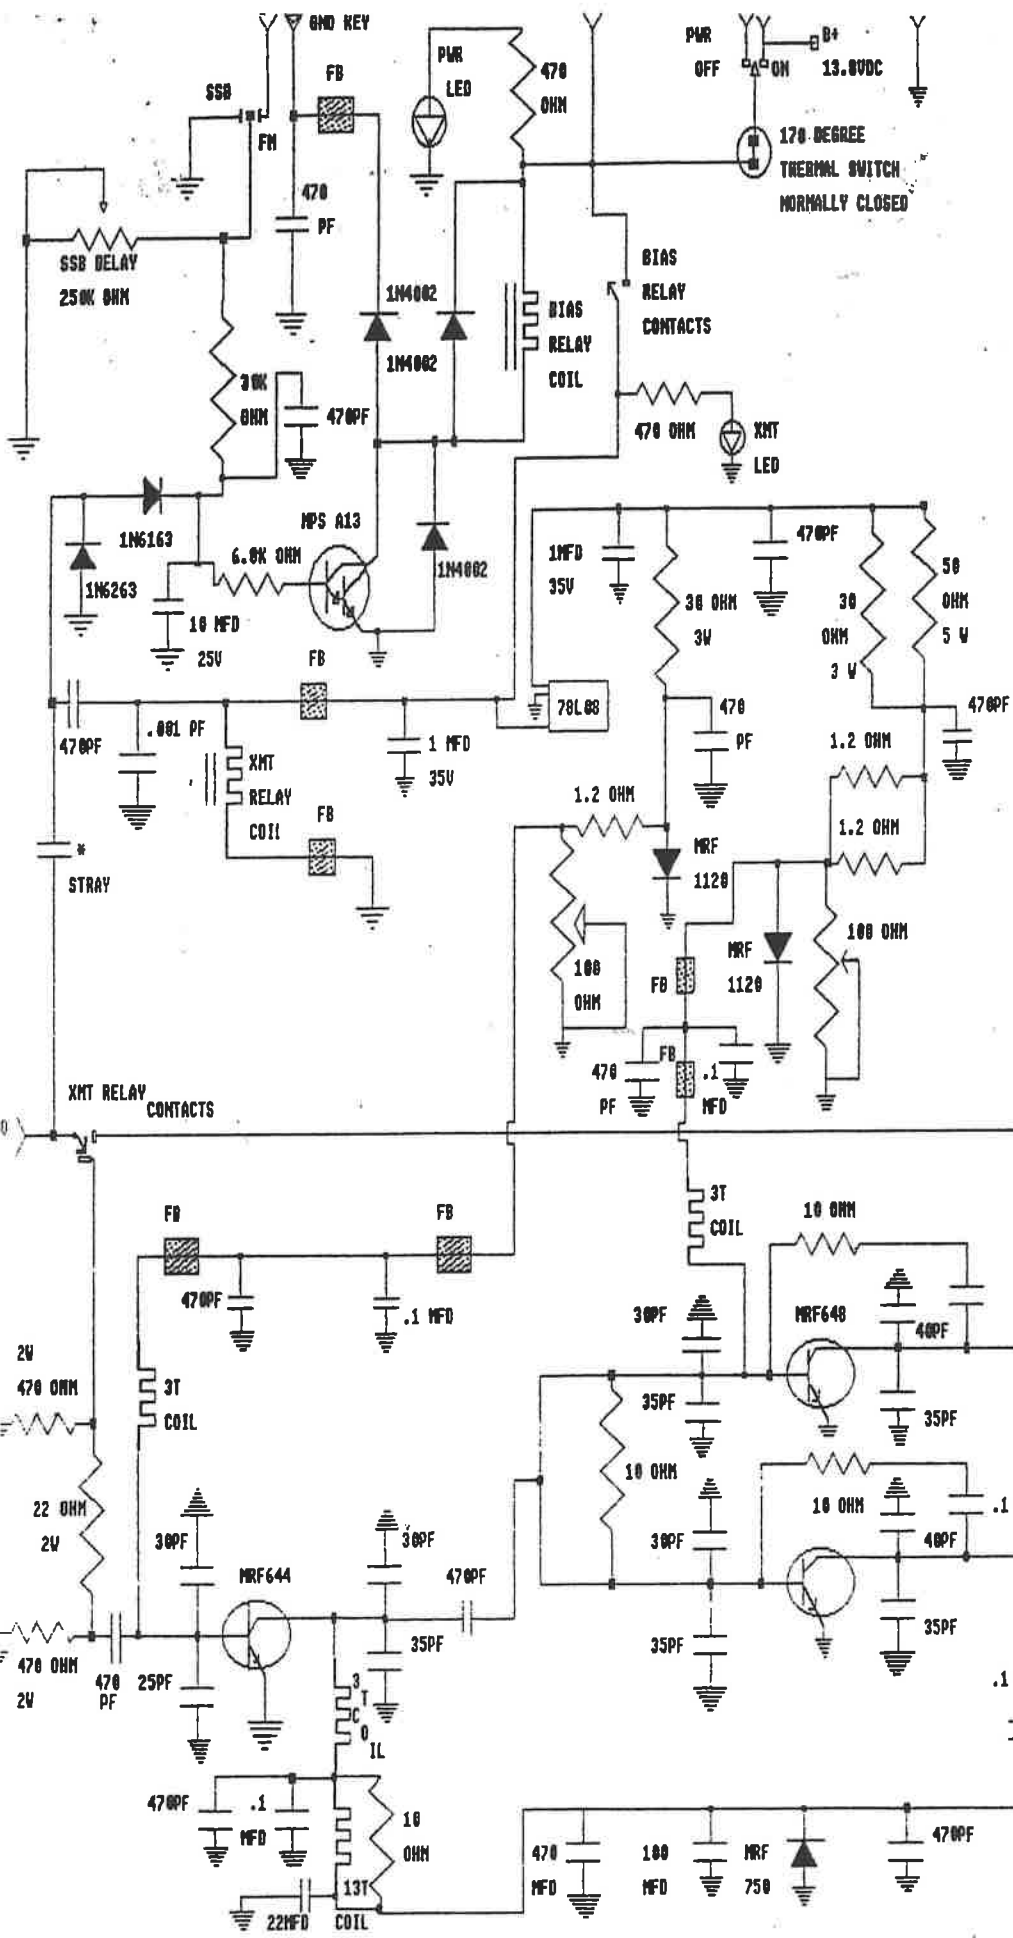 GND KEY
PWR
B+
OFF
ON
13.8VDC
FB
PWR
LED
470
OHM
SSB
FM
170 DEGREE
THERMAL SWITCH
NORMALLY CLOSED
470
PF
SSB DELAY
250K OHM
BIAS
RELAY
CONTACTS
1N4002
1N4002
BIAS
RELAY
COIL
30K
OHM
470PF
470 OHM
XMT
LED
1N6163
MPS A13
6.8K OHM
1N6263
1N4002
10 MFD
25V
1MFD
35V
470PF
30 OHM
3W
30
OHM
3 W
50
OHM
5 W
FB
78L08
470PF
.001 PF
1 MFD
35V
470
PF
470PF
XMT
RELAY
COIL
FB
1.2 OHM
1.2 OHM
1.2 OHM
*
STRAY
MRF
1120
100
OHM
MRF
1120
100 OHM
FB
FB
470
PF
.1
MFD
XMT RELAY
CONTACTS
3T
COIL
10 OHM
FB
FB
470PF
.1 MFD
30PF
MRF648
40PF
2W
470 OHM
3T
COIL
35PF
35PF
10 OHM
22 OHM
2W
10 OHM
.1
30PF
30PF
30PF
40PF
MRF644
470PF
35PF
35PF
35PF
470 OHM
2W
470
PF
25PF
.1
3
T
C
O
IL
470PF
.1
MFD
10
OHM
470
MFD
100
MFD
MRF
750
470PF
22MFD
13T
COIL